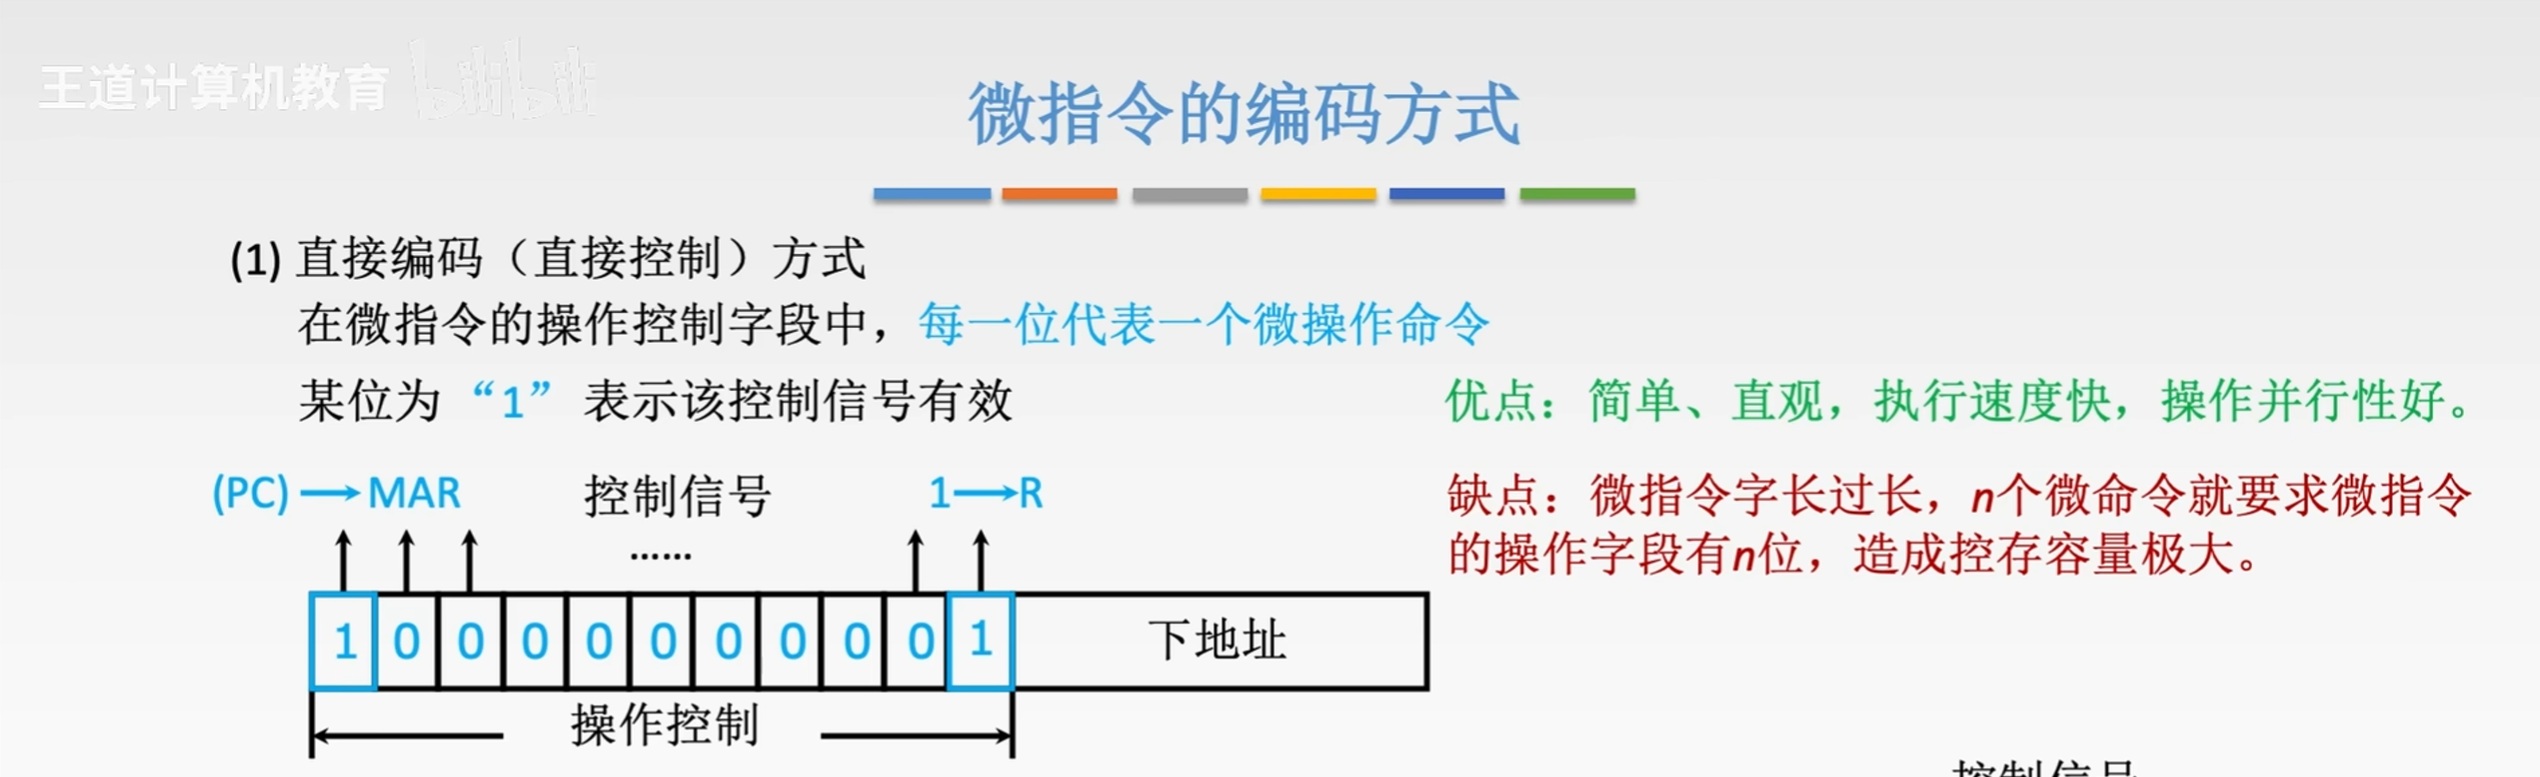 王道计算机教育 bilibili
微指令的编码方式
(1) 直接编码（直接控制）方式
在微指令的操作控制字段中，每一位代表一个微操作命令
某位为“1”表示该控制信号有效
优点：简单、直观，执行速度快，操作并行性好。
缺点：微指令字长过长，n个微命令就要求微指令
的操作字段有n位，造成控存容量极大。
(PC) → MAR 控制信号 1 → R
……
1 0 0 0 0 0 0 0 0 0 1 下地址
操作控制
控制信号